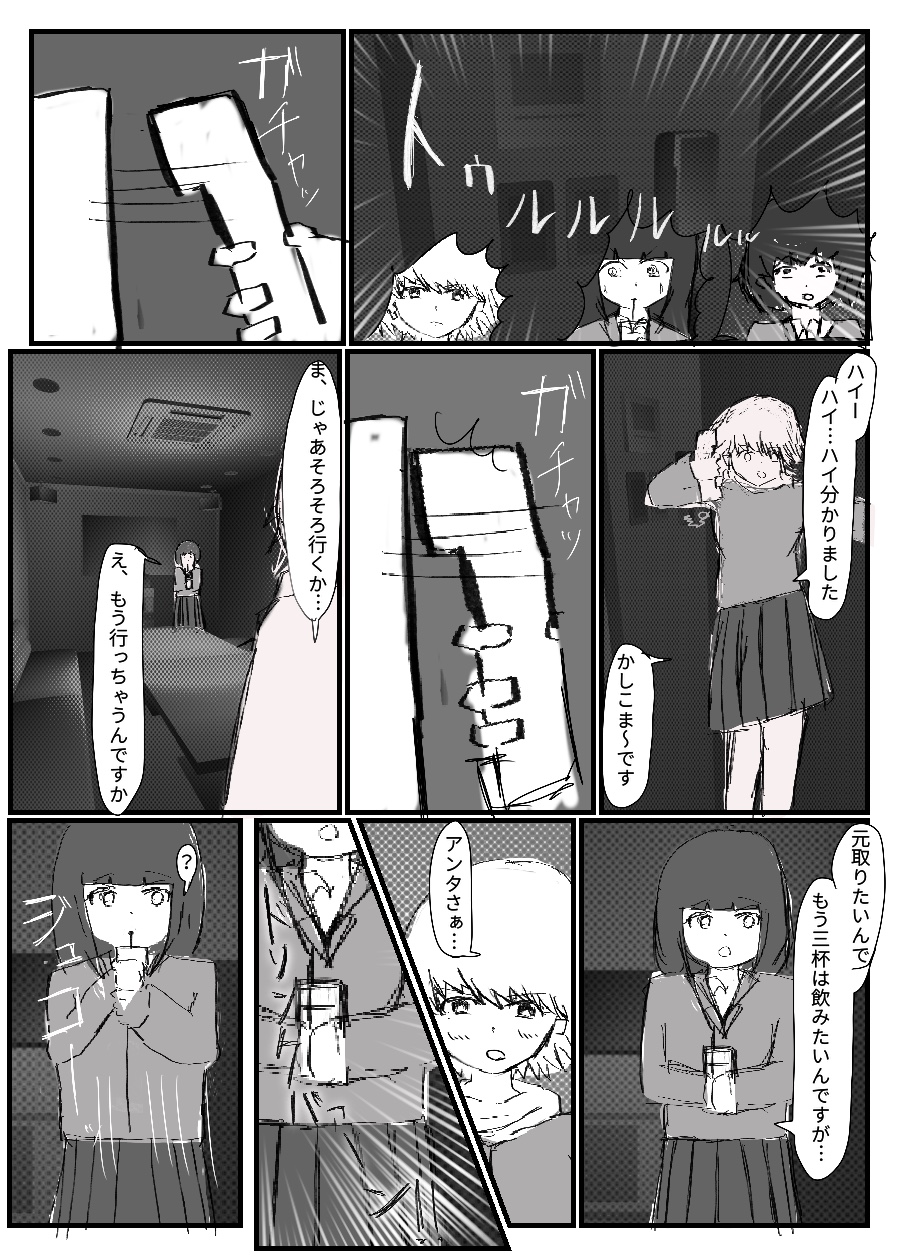 トゥルルルルル
ガチャッ
ハイー
ハイ…ハイ分かりました
かしこま～です
ガチャッ
ま、じゃあそろそろ行くか…
え、もう行っちゃうんですか
元取りたいんで
もう三杯は飲みたいんですが…
アンタさぁ…
？